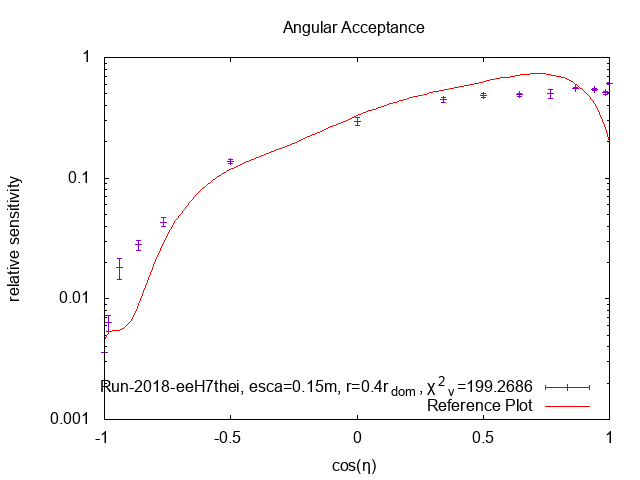 Angular Acceptance
1
0.1
0.01
0.001
relative sensitivity
Run-2018-eeH7thei, esca=0.15m, r=0.4r_dom, χ²_ν=199.2686
Reference Plot
-1 -0.5 0 0.5 1
cos(η)